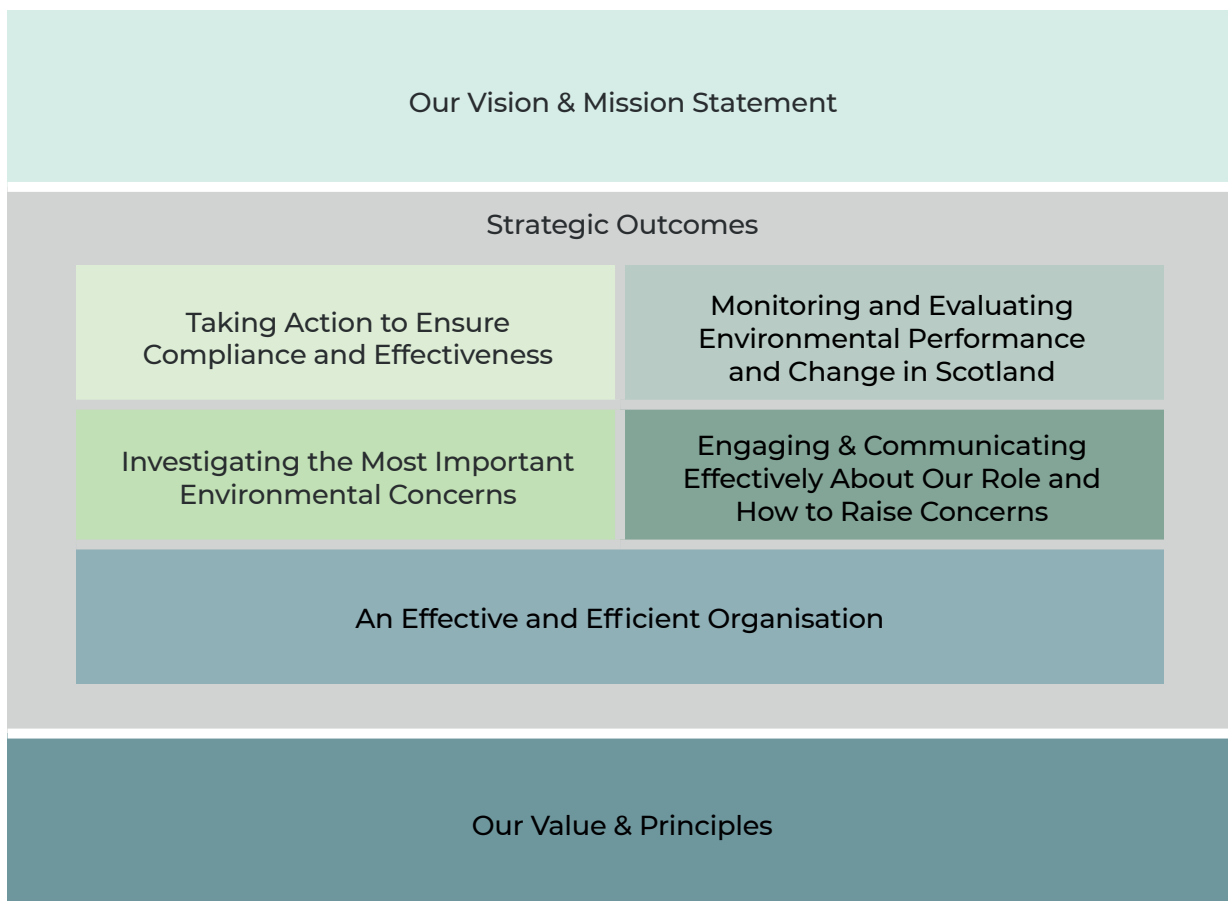 Our Vision & Mission Statement
Strategic Outcomes
Taking Action to Ensure
Compliance and Effectiveness
Monitoring and Evaluating
Environmental Performance
and Change in Scotland
Investigating the Most Important
Environmental Concerns
Engaging & Communicating
Effectively About Our Role and
How to Raise Concerns
An Effective and Efficient Organisation
Our Value & Principles